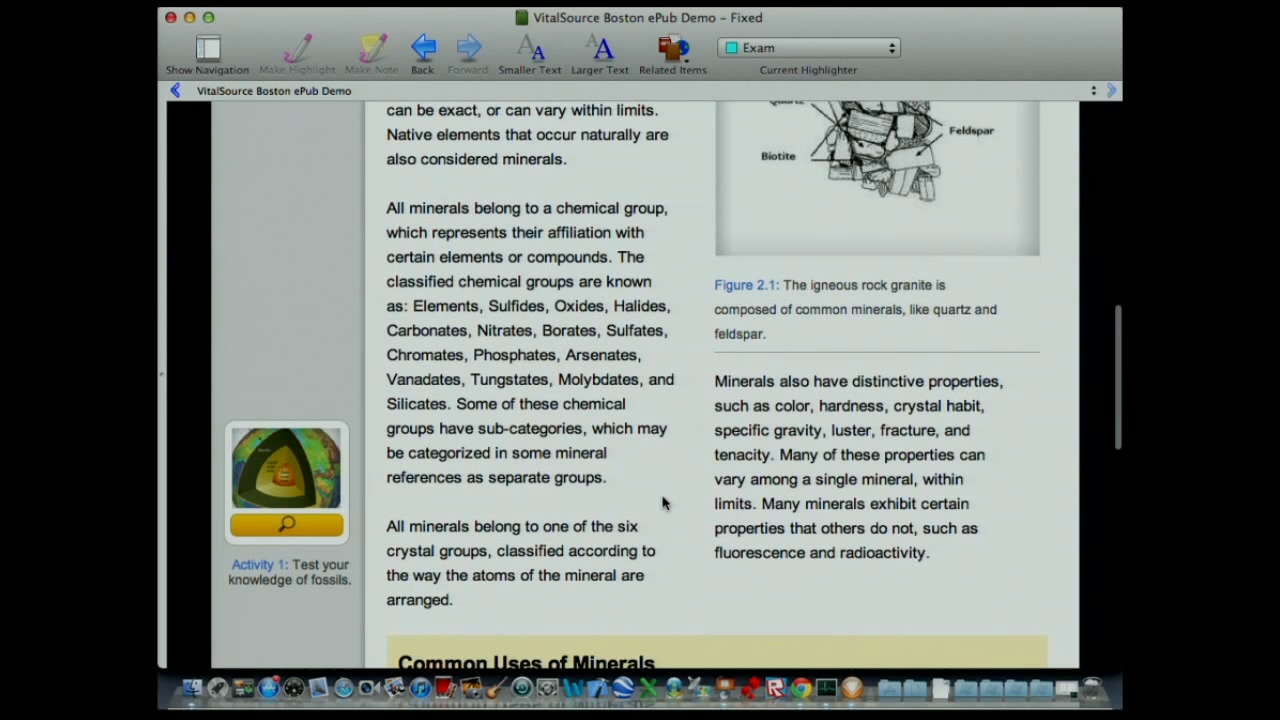 VitalSource Boston ePub Demo – Fixed
Show Navigation
Make Highlight
Make Note
Back
Forward
Smaller Text
Larger Text
Related Items
Exam
Current Highlighter
VitalSource Boston ePub Demo
can be exact, or can vary within limits.
Native elements that occur naturally are
also considered minerals.
All minerals belong to a chemical group,
which represents their affiliation with
certain elements or compounds. The
classified chemical groups are known
as: Elements, Sulfides, Oxides, Halides,
Carbonates, Nitrates, Borates, Sulfates,
Chromates, Phosphates, Arsenates,
Vanadates, Tungstates, Molybdates, and
Silicates. Some of these chemical
groups have sub-categories, which may
be categorized in some mineral
references as separate groups.
All minerals belong to one of the six
crystal groups, classified according to
the way the atoms of the mineral are
arranged.
Activity 1: Test your
knowledge of fossils.
Quartz
Feldspar
Biotite
Figure 2.1: The igneous rock granite is
composed of common minerals, like quartz and
feldspar.
Minerals also have distinctive properties,
such as color, hardness, crystal habit,
specific gravity, luster, fracture, and
tenacity. Many of these properties can
vary among a single mineral, within
limits. Many minerals exhibit certain
properties that others do not, such as
fluorescence and radioactivity.
Common Uses of Minerals